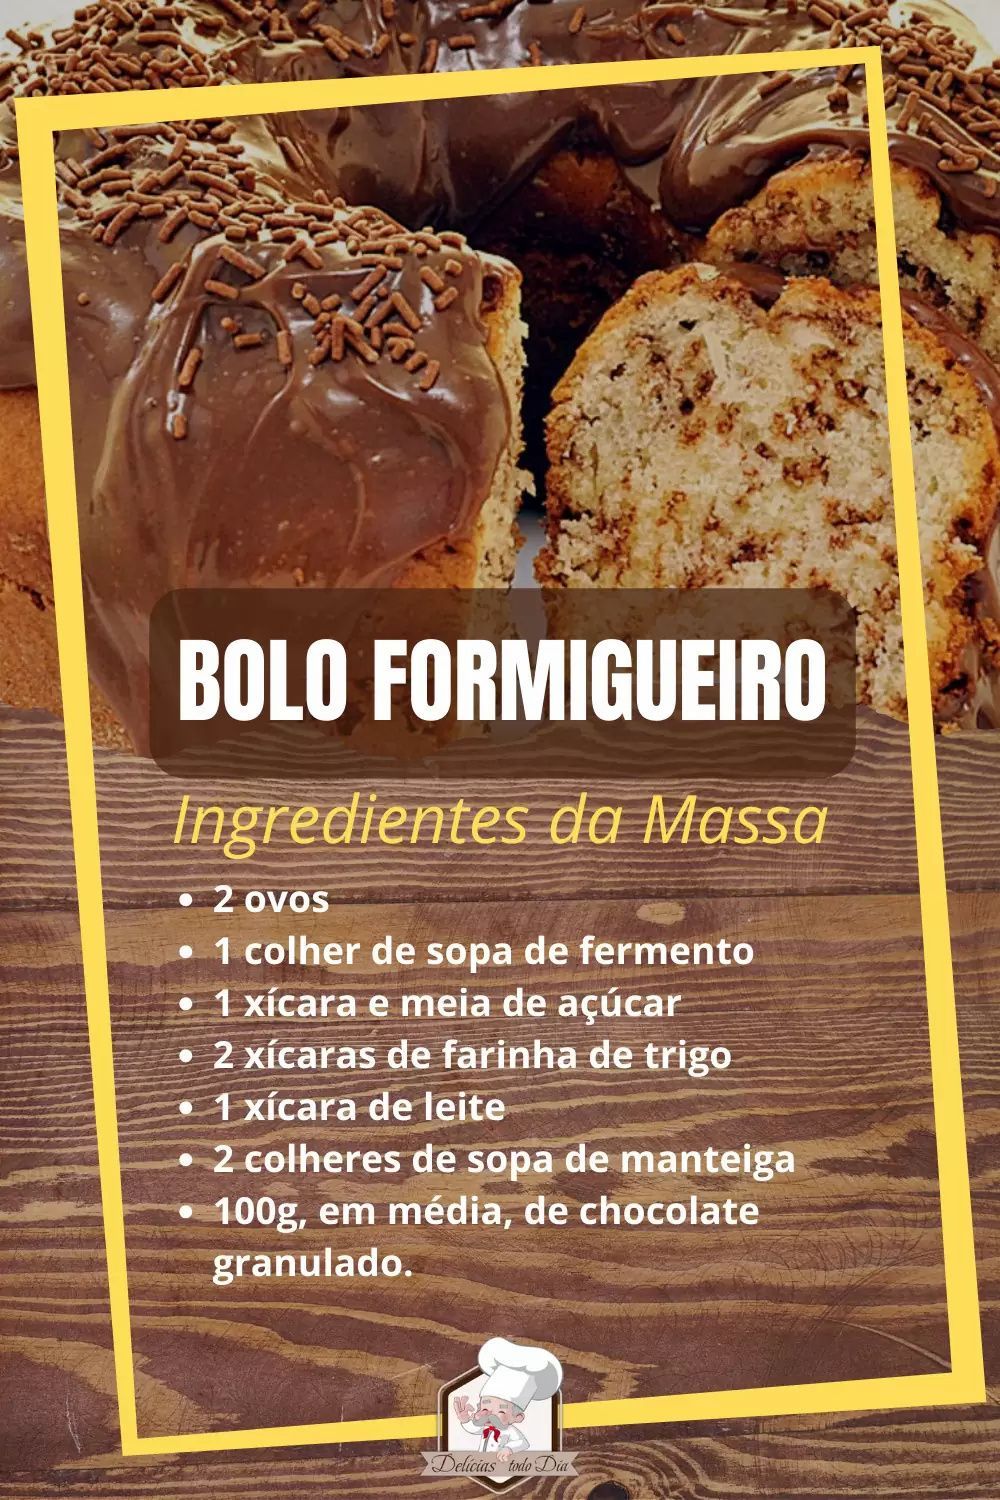 BOLO FORMIGUEIRO
Ingredientes da Massa
• 2 ovos
• 1 colher de sopa de fermento
• 1 xícara e meia de açúcar
• 2 xícaras de farinha de trigo
• 1 xícara de leite
• 2 colheres de sopa de manteiga
• 100g, em média, de chocolate
granulado.
Delícias todo Dia